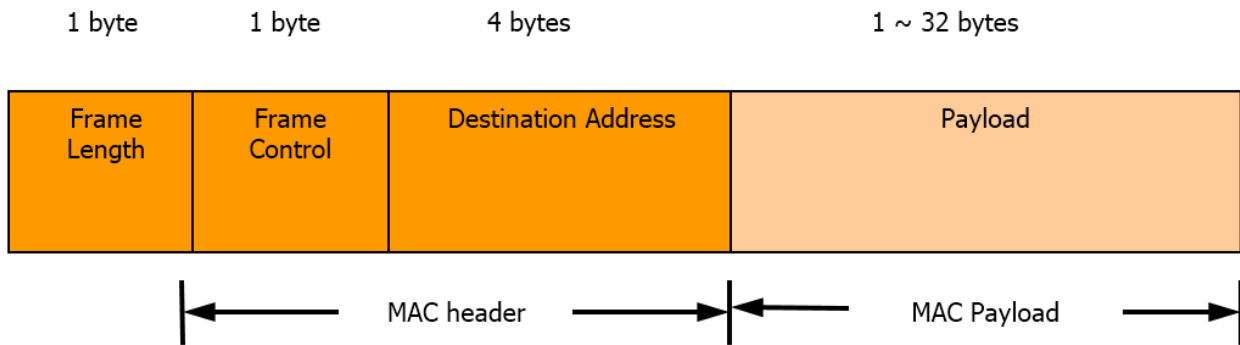 1 byte 1 byte 4 bytes 1 ~ 32 bytes
Frame Length
Frame Control
Destination Address
Payload
MAC header
MAC Payload